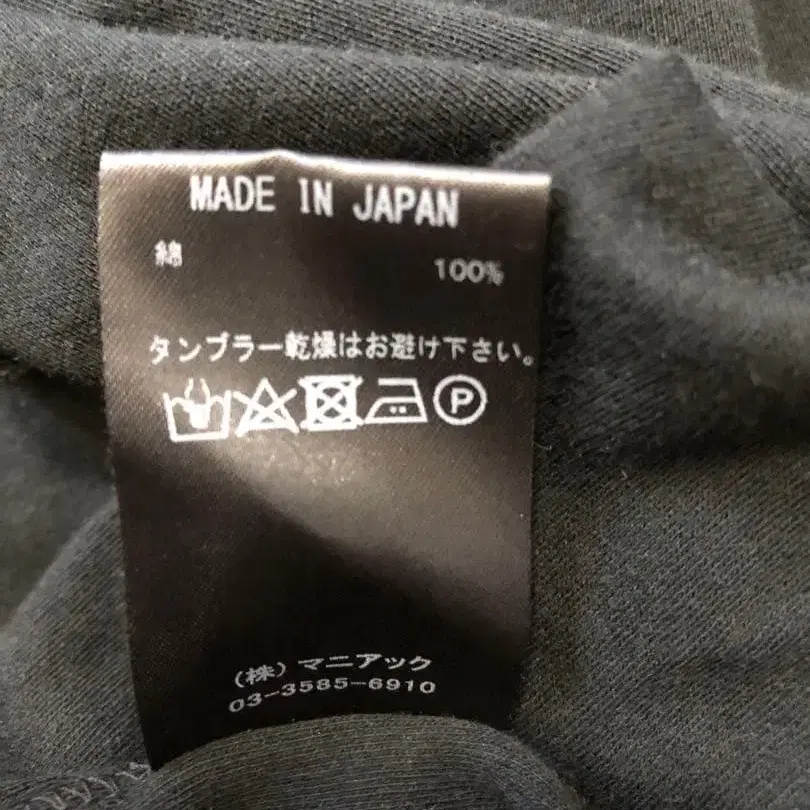 MADE IN JAPAN
綿 100%
タンブラー乾燥はお避け下さい。
P
(株)マニアック
03-3585-6910